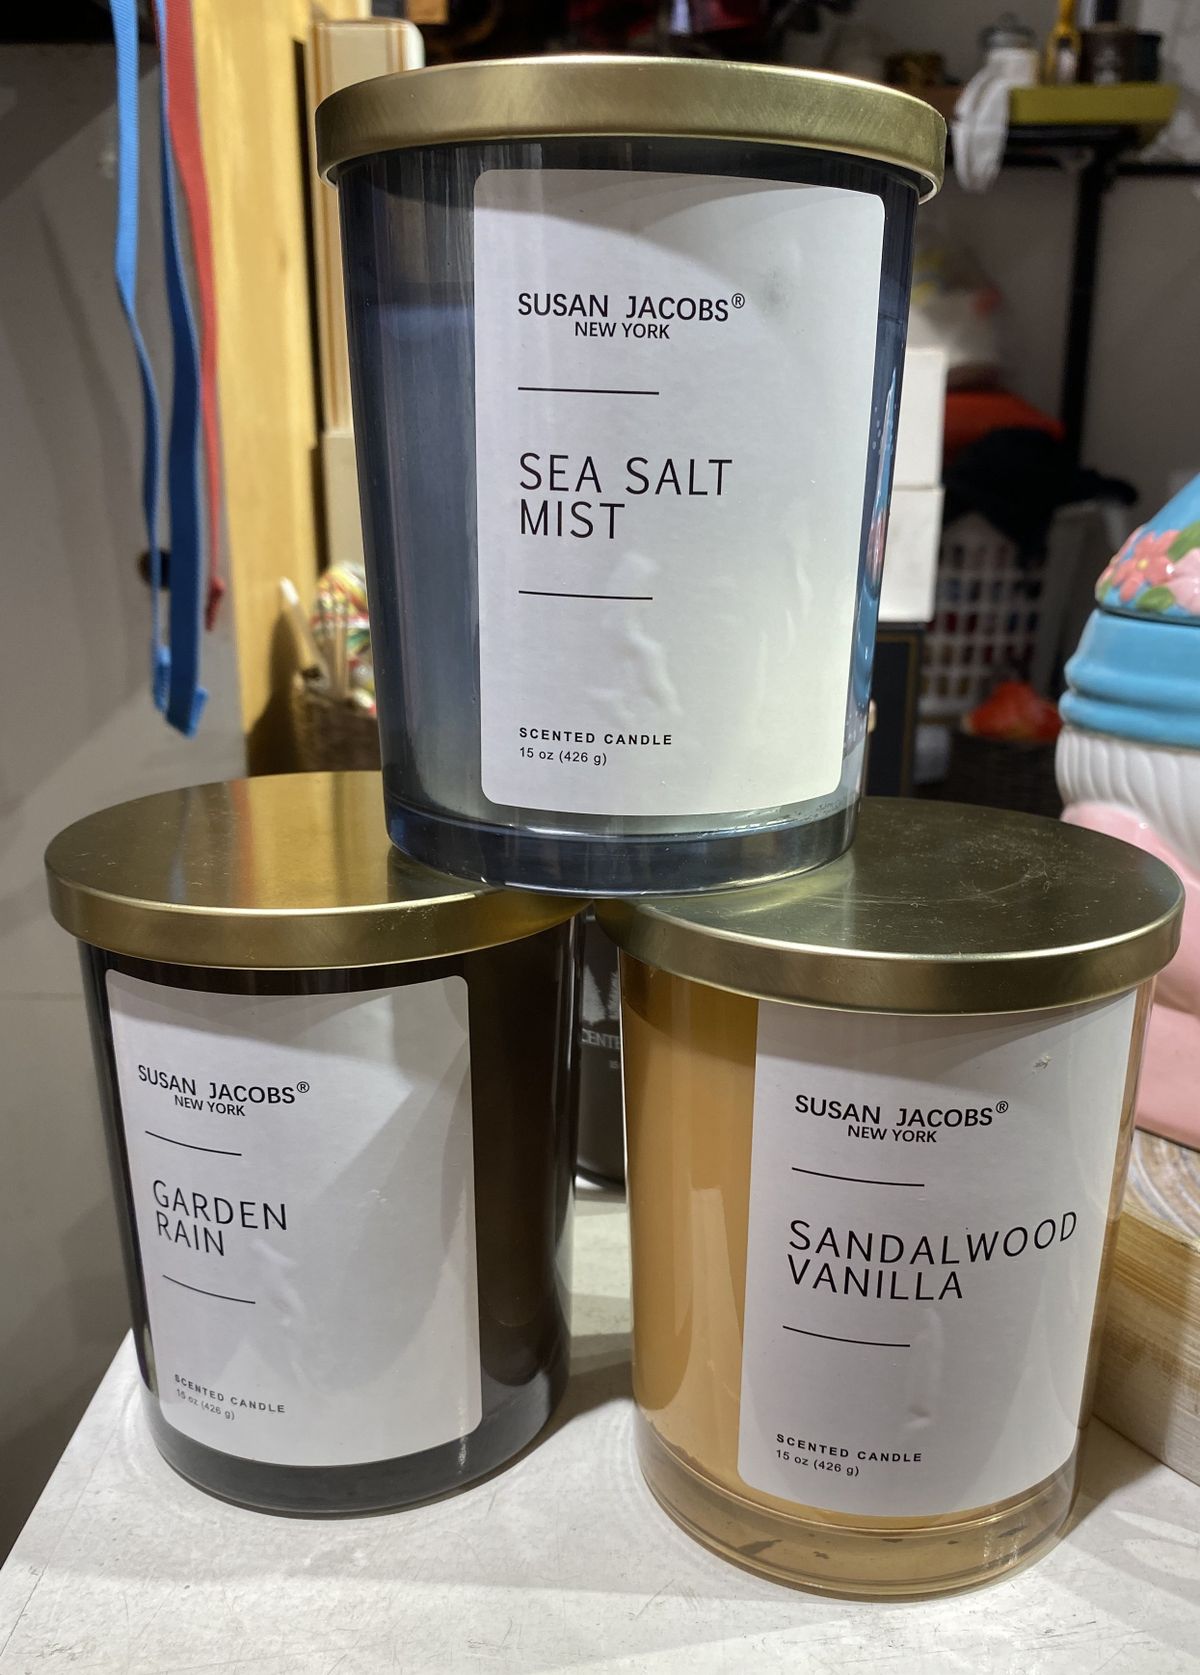 SUSAN JACOBS®
NEW YORK
SEA SALT
MIST
SCENTED CANDLE
15 oz (426 g)
SUSAN JACOBS®
NEW YORK
GARDEN
RAIN
SCENTED CANDLE
15 oz (426 g)
SUSAN JACOBS®
NEW YORK
SANDALWOOD
VANILLA
SCENTED CANDLE
15 oz (426 g)